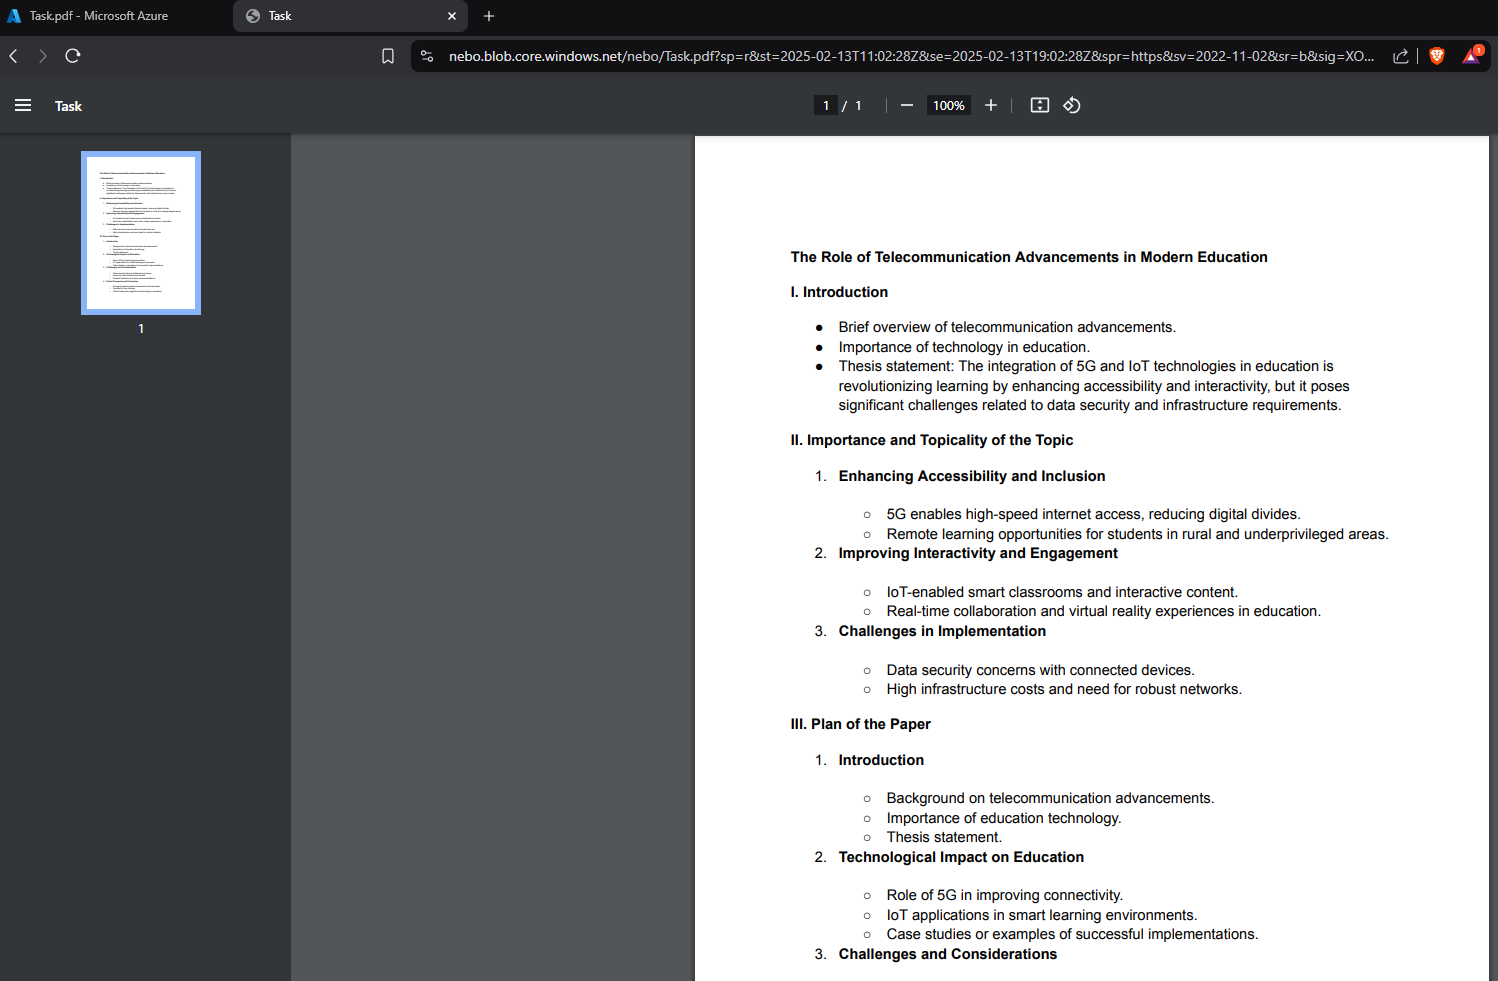 Task.pdf - Microsoft Azure
Task
nebo.blob.core.windows.net/nebo/Task.pdf?sp=r&st=2025-02-13T11:02:28Z&se=2025-02-13T19:02:28Z&spr=https&sv=2022-11-02&sr=b&sig=XO...
1
Task
1 / 1
100%
1
The Role of Telecommunication Advancements in Modern Education
I. Introduction
● Brief overview of telecommunication advancements.
● Importance of technology in education.
● Thesis statement: The integration of 5G and IoT technologies in education is
revolutionizing learning by enhancing accessibility and interactivity, but it poses
significant challenges related to data security and infrastructure requirements.
II. Importance and Topicality of the Topic
1. Enhancing Accessibility and Inclusion
○ 5G enables high-speed internet access, reducing digital divides.
○ Remote learning opportunities for students in rural and underprivileged areas.
2. Improving Interactivity and Engagement
○ IoT-enabled smart classrooms and interactive content.
○ Real-time collaboration and virtual reality experiences in education.
3. Challenges in Implementation
○ Data security concerns with connected devices.
○ High infrastructure costs and need for robust networks.
III. Plan of the Paper
1. Introduction
○ Background on telecommunication advancements.
○ Importance of education technology.
○ Thesis statement.
2. Technological Impact on Education
○ Role of 5G in improving connectivity.
○ IoT applications in smart learning environments.
○ Case studies or examples of successful implementations.
3. Challenges and Considerations